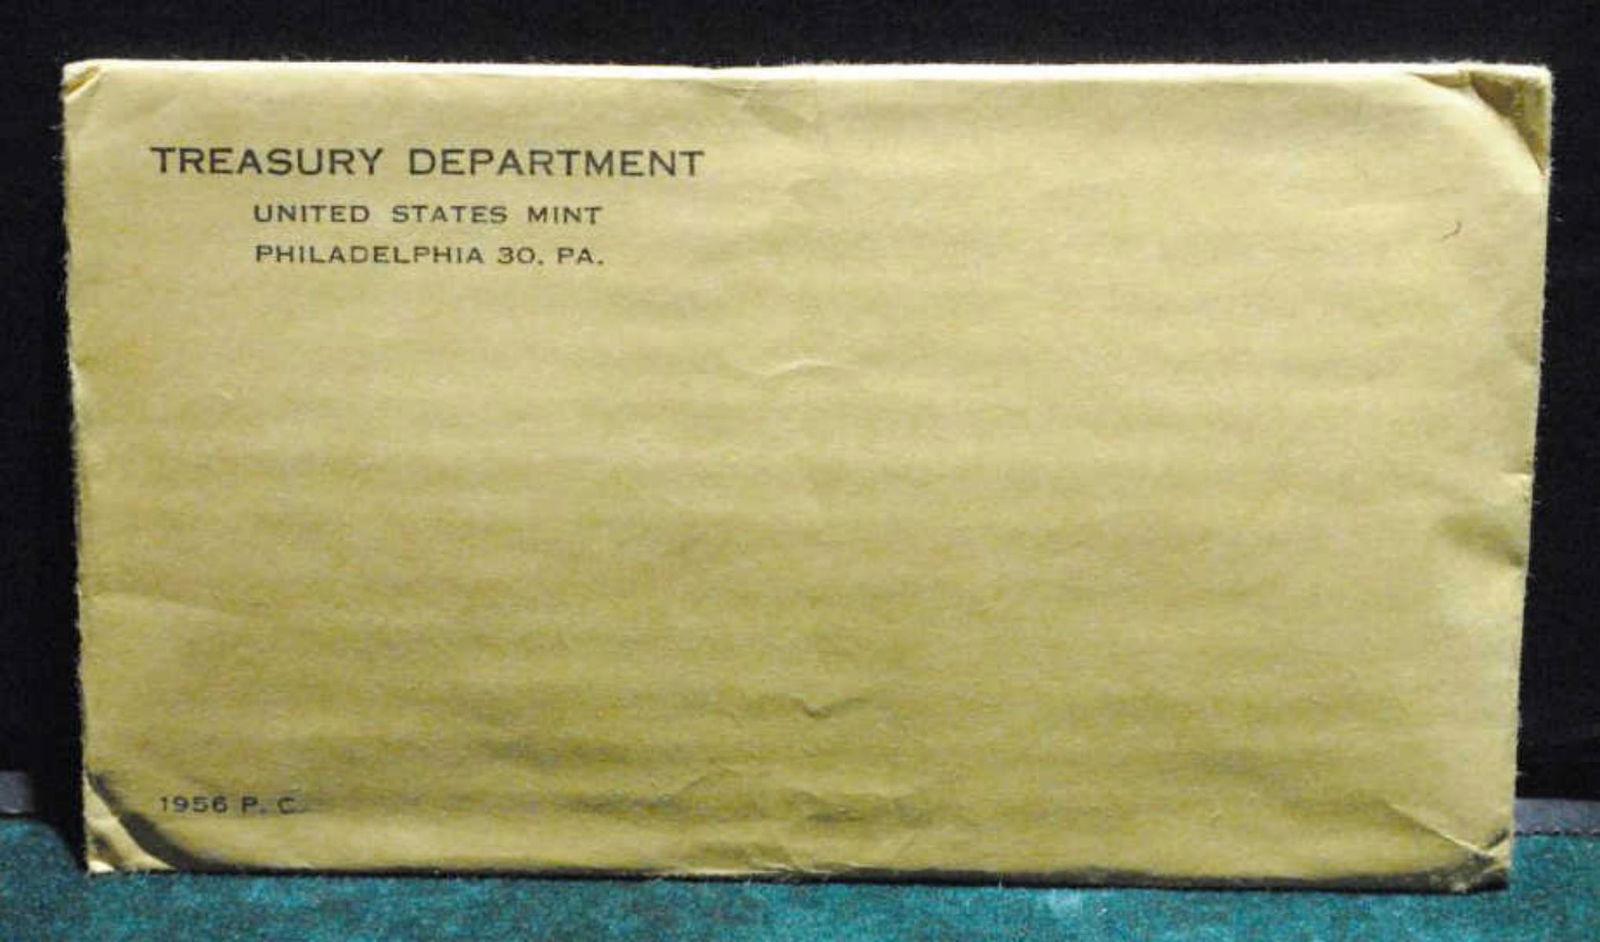 TREASURY DEPARTMENT
UNITED STATES MINT
PHILADELPHIA 30, PA.
1956 P. C.